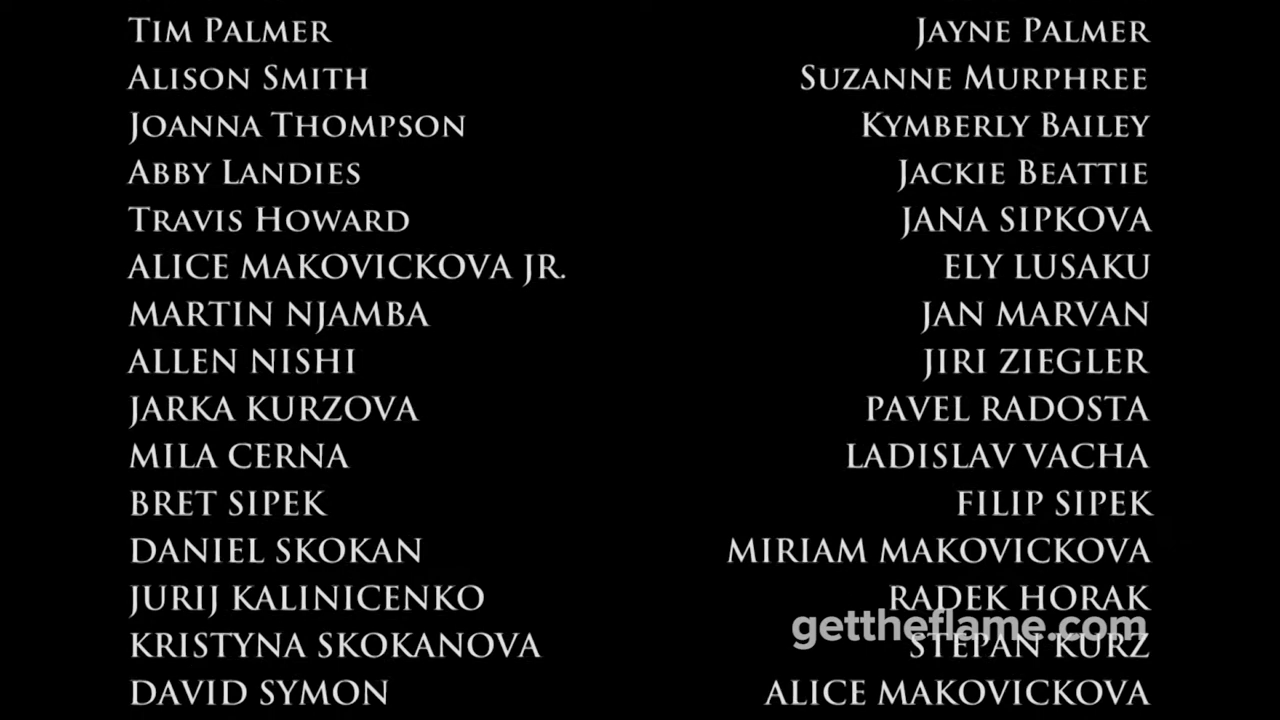 Tim Palmer Jayne Palmer
Alison Smith Suzanne Murphree
Joanna Thompson Kymberly Bailey
Abby Landies Jackie Beattie
Travis Howard JANA SIPKOVA
ALICE MAKOVICKOVA JR. ELY LUSAKU
MARTIN NJAMBA JAN MARVAN
ALLEN NISHI JIRI ZIEGLER
JARKA KURZOVA PAVEL RADOSTA
MILA CERNA LADISLAV VACHA
BRET SIPEK FILIP SIPEK
DANIEL SKOKAN MIRIAM MAKOVICKOVA
JURIJ KALINICENKO RADEK HORAK
gettheflame.com
KRISTYNA SKOKANOVA STEPAN KURZ
DAVID SYMON ALICE MAKOVICKOVA